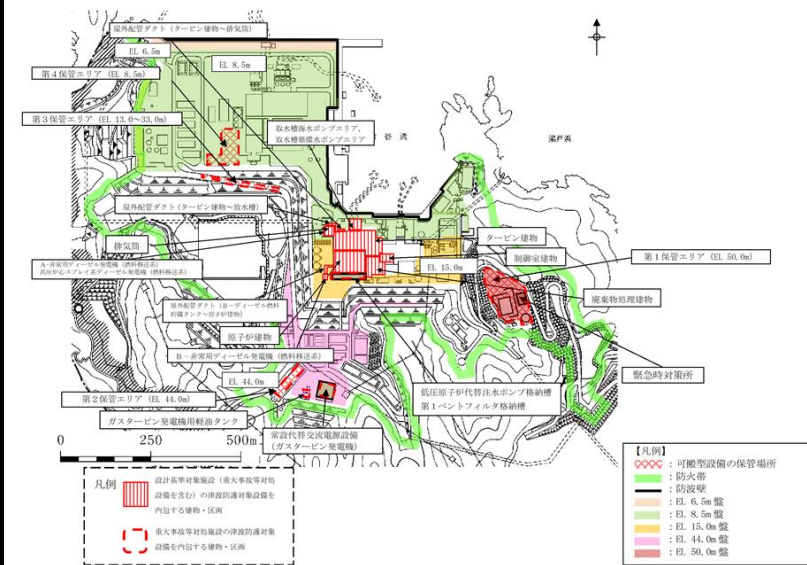 屋外配管ダクト（タービン建物～排気筒）
EL 6.5m
EL 8.5m
第４保管エリア（EL 8.5m）
第３保管エリア（EL 13.0～33.0m）
取水槽海水ポンプエリア，
取水槽循環水ポンプエリア
谷 湾
瀬戸浜
屋外配管ダクト（タービン建物～放水槽）
排気筒
タービン建物
制御室建物
第１保管エリア（EL 50.0m）
A－非常用ディーゼル発電機（燃料移送系）
高圧炉心スプレイ系ディーゼル発電機（燃料移送系）
EL 15.0m
廃棄物処理建物
屋外配管ダクト（B－ディーゼル燃料
貯蔵タンク～原子炉建物）
原子炉建物
B－非常用ディーゼル発電機（燃料移送系）
緊急時対策所
EL 44.0m
第２保管エリア（EL 44.0m）
低圧原子炉代替注水ポンプ格納槽
第１ベントフィルタ格納槽
ガスタービン発電機用軽油タンク
常設代替交流電源設備
（ガスタービン発電機）
0 250 500m
凡例
設計基準対象施設（重大事故等対処
設備を含む）の津波防護対象設備を
内包する建物・区画
重大事故等対処施設の津波防護対象
設備を内包する建物・区画
【凡例】
：可搬型設備の保管場所
：防火帯
：防波壁
：EL 6.5m 盤
：EL 8.5m 盤
：EL 15.0m 盤
：EL 44.0m 盤
：EL 50.0m 盤